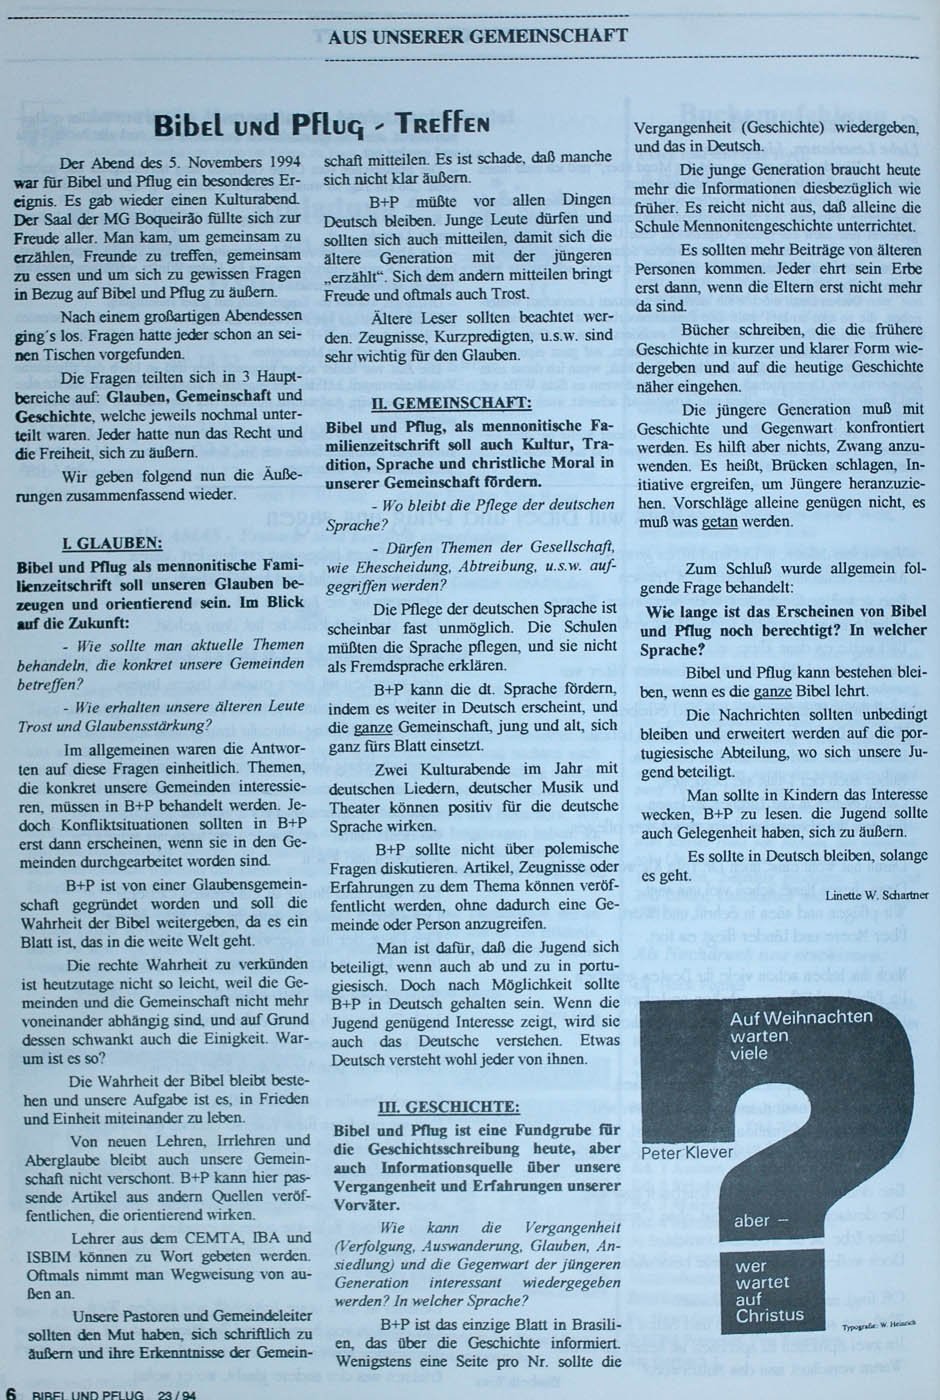 AUS UNSERER GEMEINSCHAFT
Bibel und Pflug - Treffen
Der Abend des 5. Novembers 1994
war für Bibel und Pflug ein besonderes Er-
eignis. Es gab wieder einen Kulturabend.
Der Saal der MG Boqueirão füllte sich zur
Freude aller. Man kam, um gemeinsam zu
erzählen, Freunde zu treffen, gemeinsam
zu essen und um sich zu gewissen Fragen
in Bezug auf Bibel und Pflug zu äußern.
Nach einem großartigen Abendessen
ging's los. Fragen hatte jeder schon an sei-
nen Tischen vorgefunden.
Die Fragen teilten sich in 3 Haupt-
bereiche auf: Glauben, Gemeinschaft und
Geschichte, welche jeweils nochmal unter-
teilt waren. Jeder hatte nun das Recht und
die Freiheit, sich zu äußern.
Wir geben folgend nun die Äuße-
rungen zusammenfassend wieder.
I. GLAUBEN:
Bibel und Pflug als mennonitische Fami-
lienzeitschrift soll unseren Glauben be-
zeugen und orientierend sein. Im Blick
auf die Zukunft:
- Wie sollte man aktuelle Themen
behandeln, die konkret unsere Gemeinden
betreffen?
- Wie erhalten unsere älteren Leute
Trost und Glaubensstärkung?
Im allgemeinen waren die Antwor-
ten auf diese Fragen einheitlich. Themen,
die konkret unsere Gemeinden interessie-
ren, müssen in B+P behandelt werden. Je-
doch Konfliktsituationen sollten in B+P
erst dann erscheinen, wenn sie in den Ge-
meinden durchgearbeitet worden sind.
B+P ist von einer Glaubensgemein-
schaft gegründet worden und soll die
Wahrheit der Bibel weitergeben, da es ein
Blatt ist, das in die weite Welt geht.
Die rechte Wahrheit zu verkünden
ist heutzutage nicht so leicht, weil die Ge-
meinden und die Gemeinschaft nicht mehr
voneinander abhängig sind, und auf Grund
dessen schwankt auch die Einigkeit. War-
um ist es so?
Die Wahrheit der Bibel bleibt beste-
hen und unsere Aufgabe ist es, in Frieden
und Einheit miteinander zu leben.
Von neuen Lehren, Irrlehren und
Aberglaube bleibt auch unsere Gemein-
schaft nicht verschont. B+P kann hier pas-
sende Artikel aus andern Quellen veröf-
fentlichen, die orientierend wirken.
Lehrer aus dem CEMTA, IBA und
ISBIM können zu Wort gebeten werden.
Oftmals nimmt man Wegweisung von au-
ßen an.
Unsere Pastoren und Gemeindeleiter
sollten den Mut haben, sich schriftlich zu
äußern und ihre Erkenntnisse der Gemein-
schaft mitteilen. Es ist schade, daß manche
sich nicht klar äußern.
B+P müßte vor allen Dingen
Deutsch bleiben. Junge Leute dürfen und
sollten sich auch mitteilen, damit sich die
ältere Generation mit der jüngeren
„erzählt“. Sich dem andern mitteilen bringt
Freude und oftmals auch Trost.
Ältere Leser sollten beachtet wer-
den. Zeugnisse, Kurzpredigten, u.s.w. sind
sehr wichtig für den Glauben.
II. GEMEINSCHAFT:
Bibel und Pflug, als mennonitische Fa-
milienzeitschrift soll auch Kultur, Tra-
dition, Sprache und christliche Moral in
unserer Gemeinschaft fördern.
- Wo bleibt die Pflege der deutschen
Sprache?
- Dürfen Themen der Gesellschaft,
wie Ehescheidung, Abtreibung, u.s.w. auf-
gegriffen werden?
Die Pflege der deutschen Sprache ist
scheinbar fast unmöglich. Die Schulen
müßten die Sprache pflegen, und sie nicht
als Fremdsprache erklären.
B+P kann die dt. Sprache fördern,
indem es weiter in Deutsch erscheint, und
die ganze Gemeinschaft, jung und alt, sich
ganz fürs Blatt einsetzt.
Zwei Kulturabende im Jahr mit
deutschen Liedern, deutscher Musik und
Theater können positiv für die deutsche
Sprache wirken.
B+P sollte nicht über polemische
Fragen diskutieren. Artikel, Zeugnisse oder
Erfahrungen zu dem Thema können veröf-
fentlicht werden, ohne dadurch eine Ge-
meinde oder Person anzugreifen.
Man ist dafür, daß die Jugend sich
beteiligt, wenn auch ab und zu in portu-
giesisch. Doch nach Möglichkeit sollte
B+P in Deutsch gehalten sein. Wenn die
Jugend genügend Interesse zeigt, wird sie
auch das Deutsche verstehen. Etwas
Deutsch versteht wohl jeder von ihnen.
III. GESCHICHTE:
Bibel und Pflug ist eine Fundgrube für
die Geschichtsschreibung heute, aber
auch Informationsquelle über unsere
Vergangenheit und Erfahrungen unserer
Vorväter.
Wie kann die Vergangenheit
(Verfolgung, Auswanderung, Glauben, An-
siedlung) und die Gegenwart der jüngeren
Generation interessant wiedergegeben
werden? In welcher Sprache?
B+P ist das einzige Blatt in Brasili-
en, das über die Geschichte informiert.
Wenigstens eine Seite pro Nr. sollte die
Vergangenheit (Geschichte) wiedergeben,
und das in Deutsch.
Die junge Generation braucht heute
mehr die Informationen diesbezüglich wie
früher. Es reicht nicht aus, daß alleine die
Schule Mennonitengeschichte unterrichtet.
Es sollten mehr Beiträge von älteren
Personen kommen. Jeder ehrt sein Erbe
erst dann, wenn die Eltern erst nicht mehr
da sind.
Bücher schreiben, die die frühere
Geschichte in kurzer und klarer Form wie-
dergeben und auf die heutige Geschichte
näher eingehen.
Die jüngere Generation muß mit
Geschichte und Gegenwart konfrontiert
werden. Es hilft aber nichts, Zwang anzu-
wenden. Es heißt, Brücken schlagen, In-
itiative ergreifen, um Jüngere heranzuzie-
hen. Vorschläge alleine genügen nicht, es
muß was getan werden.
Zum Schluß wurde allgemein fol-
gende Frage behandelt:
Wie lange ist das Erscheinen von Bibel
und Pflug noch berechtigt? In welcher
Sprache?
Bibel und Pflug kann bestehen blei-
ben, wenn es die ganze Bibel lehrt.
Die Nachrichten sollten unbedingt
bleiben und erweitert werden auf die por-
tugiesische Abteilung, wo sich unsere Ju-
gend beteiligt.
Man sollte in Kindern das Interesse
wecken, B+P zu lesen. die Jugend sollte
auch Gelegenheit haben, sich zu äußern.
Es sollte in Deutsch bleiben, solange
es geht.
Linette W. Schartner
Auf Weihnachten
warten
viele
Peter Klever
aber –
wer
wartet
auf
Christus
Typografie: W. Heinrich
6 BIBEL UND PFLUG 23/94